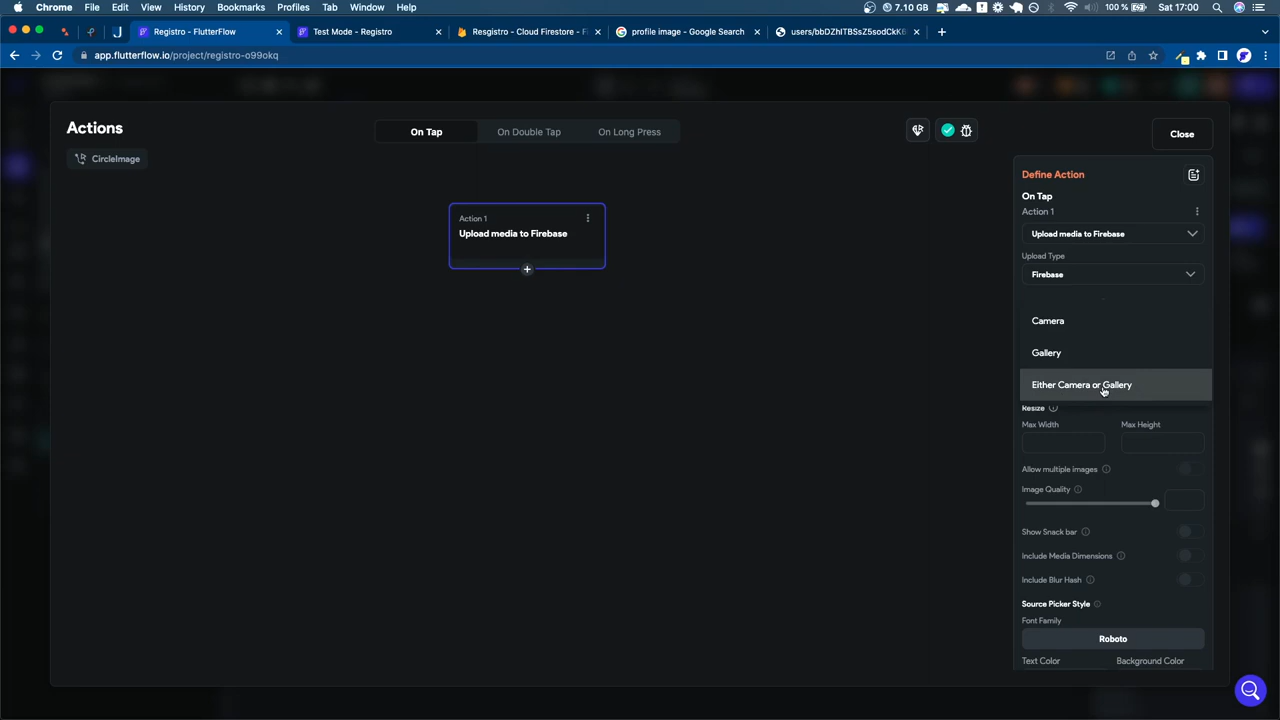 Chrome File Edit View History Bookmarks Profiles Tab Window Help 7.10 GB 100 % Sat 17:00
Registro - FlutterFlow Test Mode - Registro Resgistro - Cloud Firestore - F profile image - Google Search users/bbDZhlTBSsZ5sodCkK6
app.flutterflow.io/project/registro-o99okq
Actions
On Tap On Double Tap On Long Press
Close
CircleImage
Define Action
On Tap
Action 1
Upload media to Firebase
Action 1
Upload media to Firebase
Upload Type
Firebase
Camera
Gallery
Either Camera or Gallery
Resize
Max Width Max Height
Allow multiple images
Image Quality
Show Snack bar
Include Media Dimensions
Include Blur Hash
Source Picker Style
Font Family
Roboto
Text Color Background Color